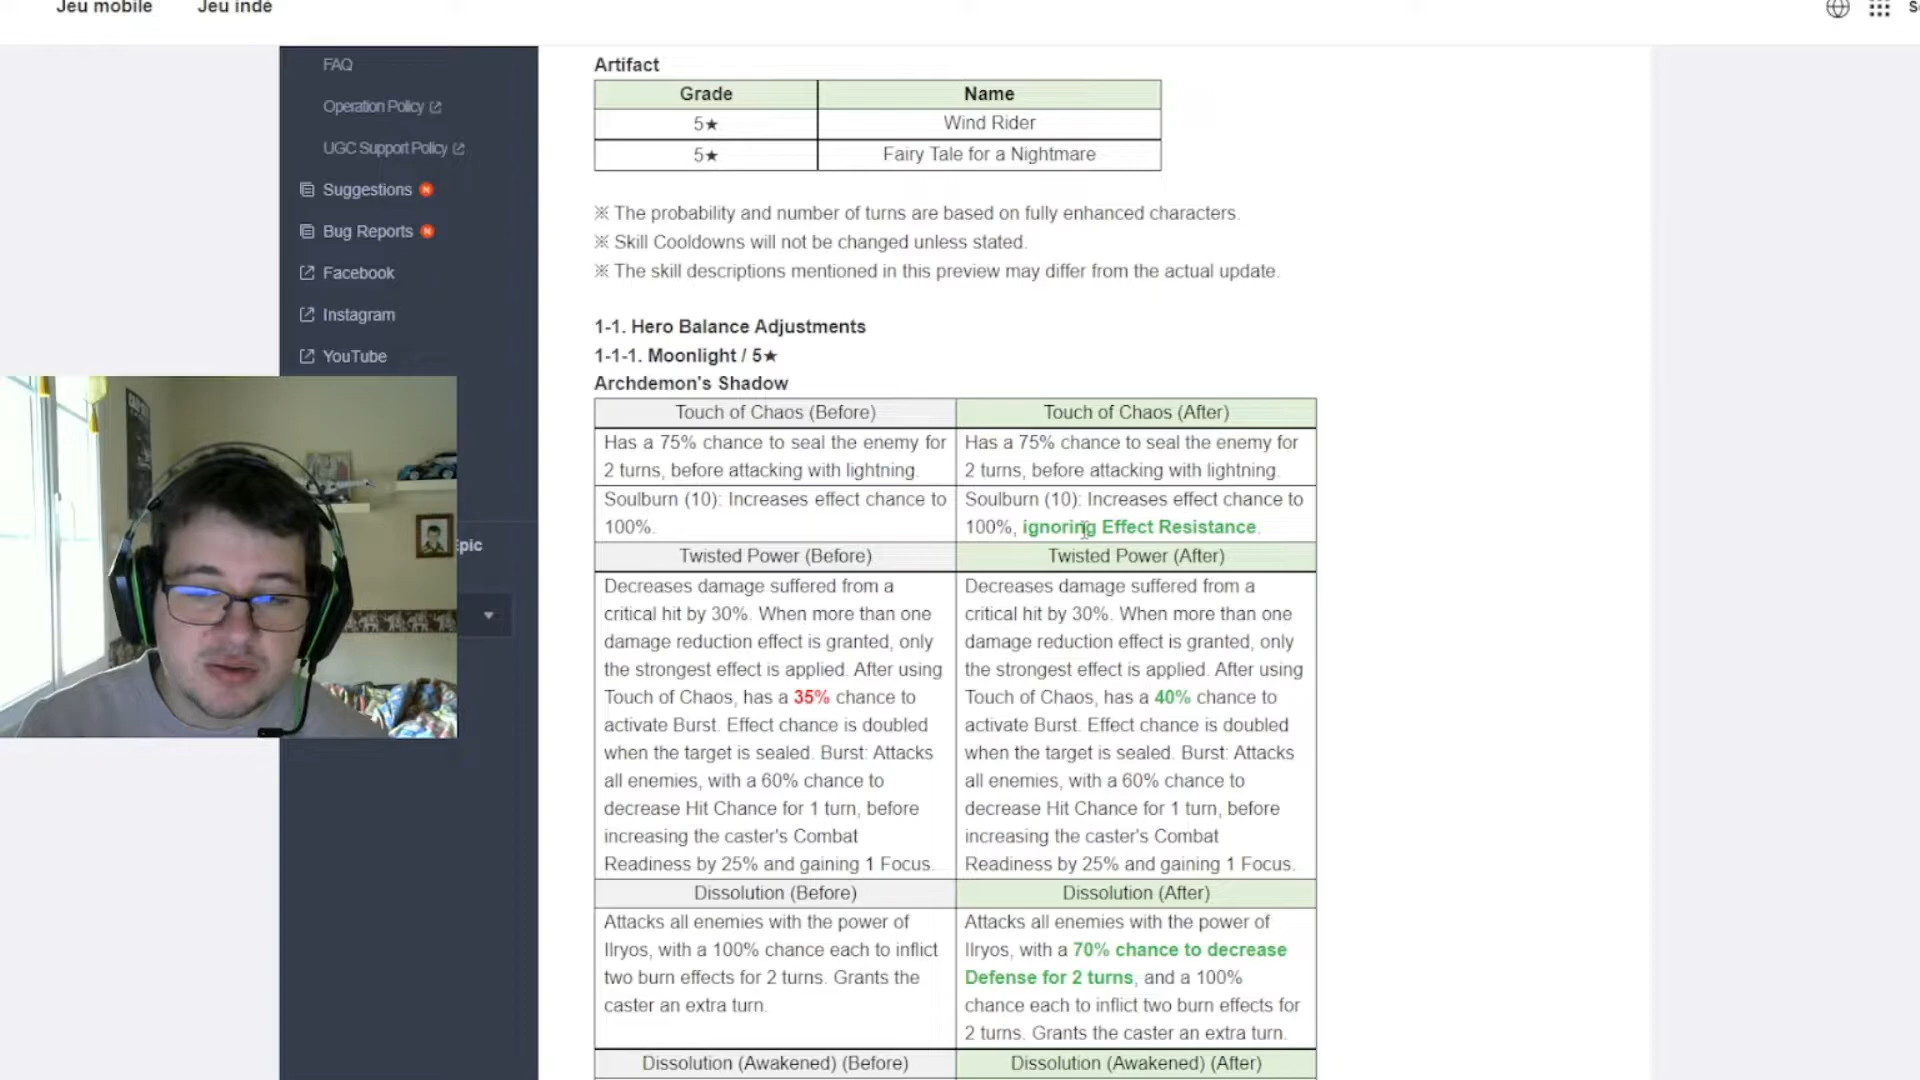 Jeu mobile
Jeu indé
FAQ
Operation Policy
UGC Support Policy
Suggestions N
Bug Reports N
Facebook
Instagram
YouTube
Epic
Artifact
Grade
Name
5★
Wind Rider
5★
Fairy Tale for a Nightmare
※ The probability and number of turns are based on fully enhanced characters.
※ Skill Cooldowns will not be changed unless stated.
※ The skill descriptions mentioned in this preview may differ from the actual update.
1-1. Hero Balance Adjustments
1-1-1. Moonlight / 5★
Archdemon's Shadow
Touch of Chaos (Before)
Touch of Chaos (After)
Has a 75% chance to seal the enemy for
2 turns, before attacking with lightning.
Has a 75% chance to seal the enemy for
2 turns, before attacking with lightning.
Soulburn (10): Increases effect chance to
100%.
Soulburn (10): Increases effect chance to
100%, ignoring Effect Resistance.
Twisted Power (Before)
Twisted Power (After)
Decreases damage suffered from a
critical hit by 30%. When more than one
damage reduction effect is granted, only
the strongest effect is applied. After using
Touch of Chaos, has a 35% chance to
activate Burst. Effect chance is doubled
when the target is sealed. Burst: Attacks
all enemies, with a 60% chance to
decrease Hit Chance for 1 turn, before
increasing the caster's Combat
Readiness by 25% and gaining 1 Focus.
Decreases damage suffered from a
critical hit by 30%. When more than one
damage reduction effect is granted, only
the strongest effect is applied. After using
Touch of Chaos, has a 40% chance to
activate Burst. Effect chance is doubled
when the target is sealed. Burst: Attacks
all enemies, with a 60% chance to
decrease Hit Chance for 1 turn, before
increasing the caster's Combat
Readiness by 25% and gaining 1 Focus.
Dissolution (Before)
Dissolution (After)
Attacks all enemies with the power of
Ilryos, with a 100% chance each to inflict
two burn effects for 2 turns. Grants the
caster an extra turn.
Attacks all enemies with the power of
Ilryos, with a 70% chance to decrease
Defense for 2 turns, and a 100%
chance each to inflict two burn effects for
2 turns. Grants the caster an extra turn.
Dissolution (Awakened) (Before)
Dissolution (Awakened) (After)